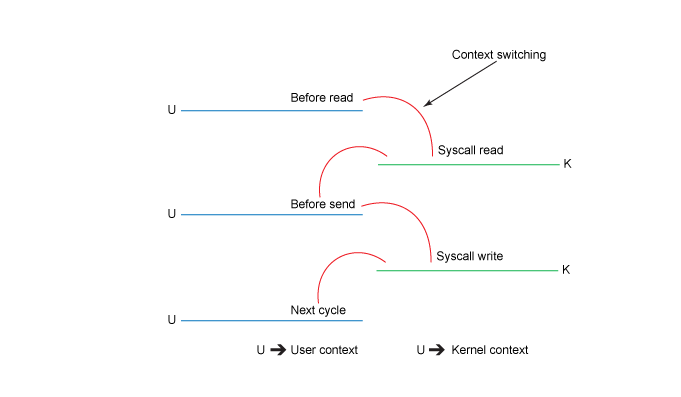 Context switching
Before read
U
Syscall read
K
Before send
U
Syscall write
K
Next cycle
U
U ➔ User context
U ➔ Kernel context